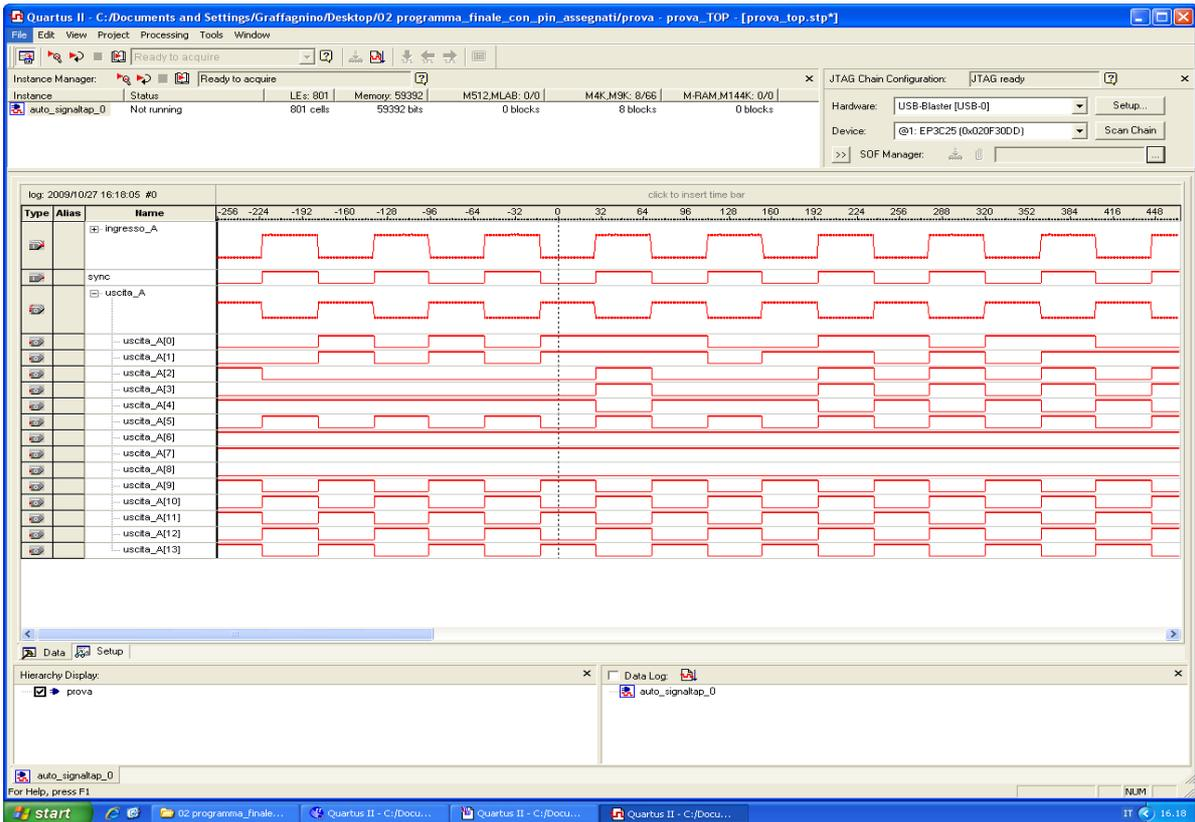 Quartus II - C:/Documents and Settings/Graffagnino/Desktop/02 programma_finale_con_pin_assegnati/prova - prova_TOP - [prova_top.stp*]
File Edit View Project Processing Tools Window
Ready to acquire
Instance Manager: Ready to acquire
JTAG Chain Configuration: JTAG ready
Instance Status LEs: 801 Memory: 59392 M512,MLAB: 0/0 M4K,M9K: 8/66 M-RAM,M144K: 0/0
auto_signaltap_0 Not running 801 cells 59392 bits 0 blocks 8 blocks 0 blocks
Hardware: USB-Blaster [USB-0] Setup...
Device: @1: EP3C25 (0x020F30DD) Scan Chain
>> SOF Manager: ...
log: 2009/10/27 16:18:05 #0 click to insert time bar
Type Alias Name -256 -224 -192 -160 -128 -96 -64 -32 0 32 64 96 128 160 192 224 256 288 320 352 384 416 448
ingresso_A
sync
uscita_A
uscita_A[0]
uscita_A[1]
uscita_A[2]
uscita_A[3]
uscita_A[4]
uscita_A[5]
uscita_A[6]
uscita_A[7]
uscita_A[8]
uscita_A[9]
uscita_A[10]
uscita_A[11]
uscita_A[12]
uscita_A[13]
Data Setup
Hierarchy Display:
Data Log:
prova
auto_signaltap_0
auto_signaltap_0
For Help, press F1
NUM
start 02 programma_finale... Quartus II - C:/Docu... Quartus II - C:/Docu... Quartus II - C:/Docu... IT 16.18